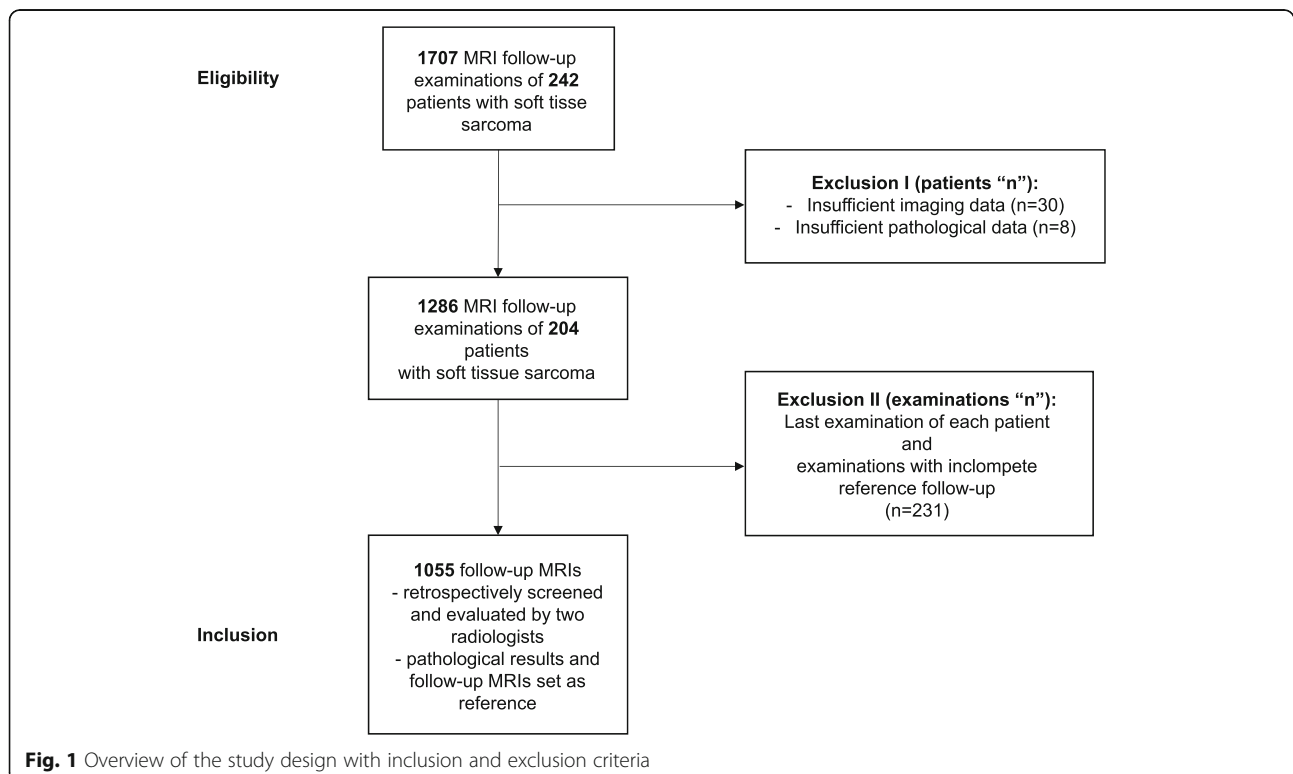 Eligibility
1707 MRI follow-up
examinations of 242
patients with soft tisse
sarcoma
Exclusion I (patients “n”):
- Insufficient imaging data (n=30)
- Insufficient pathological data (n=8)
1286 MRI follow-up
examinations of 204
patients
with soft tissue sarcoma
Exclusion II (examinations “n”):
Last examination of each patient
and
examinations with inclompete
reference follow-up
(n=231)
Inclusion
1055 follow-up MRIs
- retrospectively screened
and evaluated by two
radiologists
- pathological results and
follow-up MRIs set as
reference
Fig. 1 Overview of the study design with inclusion and exclusion criteria